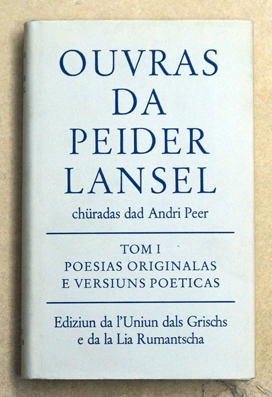 OUVRAS
DA
PEIDER
LANSEL
chüradas dad Andri Peer
TOM I
POESIAS ORIGINALAS
E VERSIUNS POETICAS
Ediziun da l'Uniun dals Grischs
e da la Lia Rumantscha